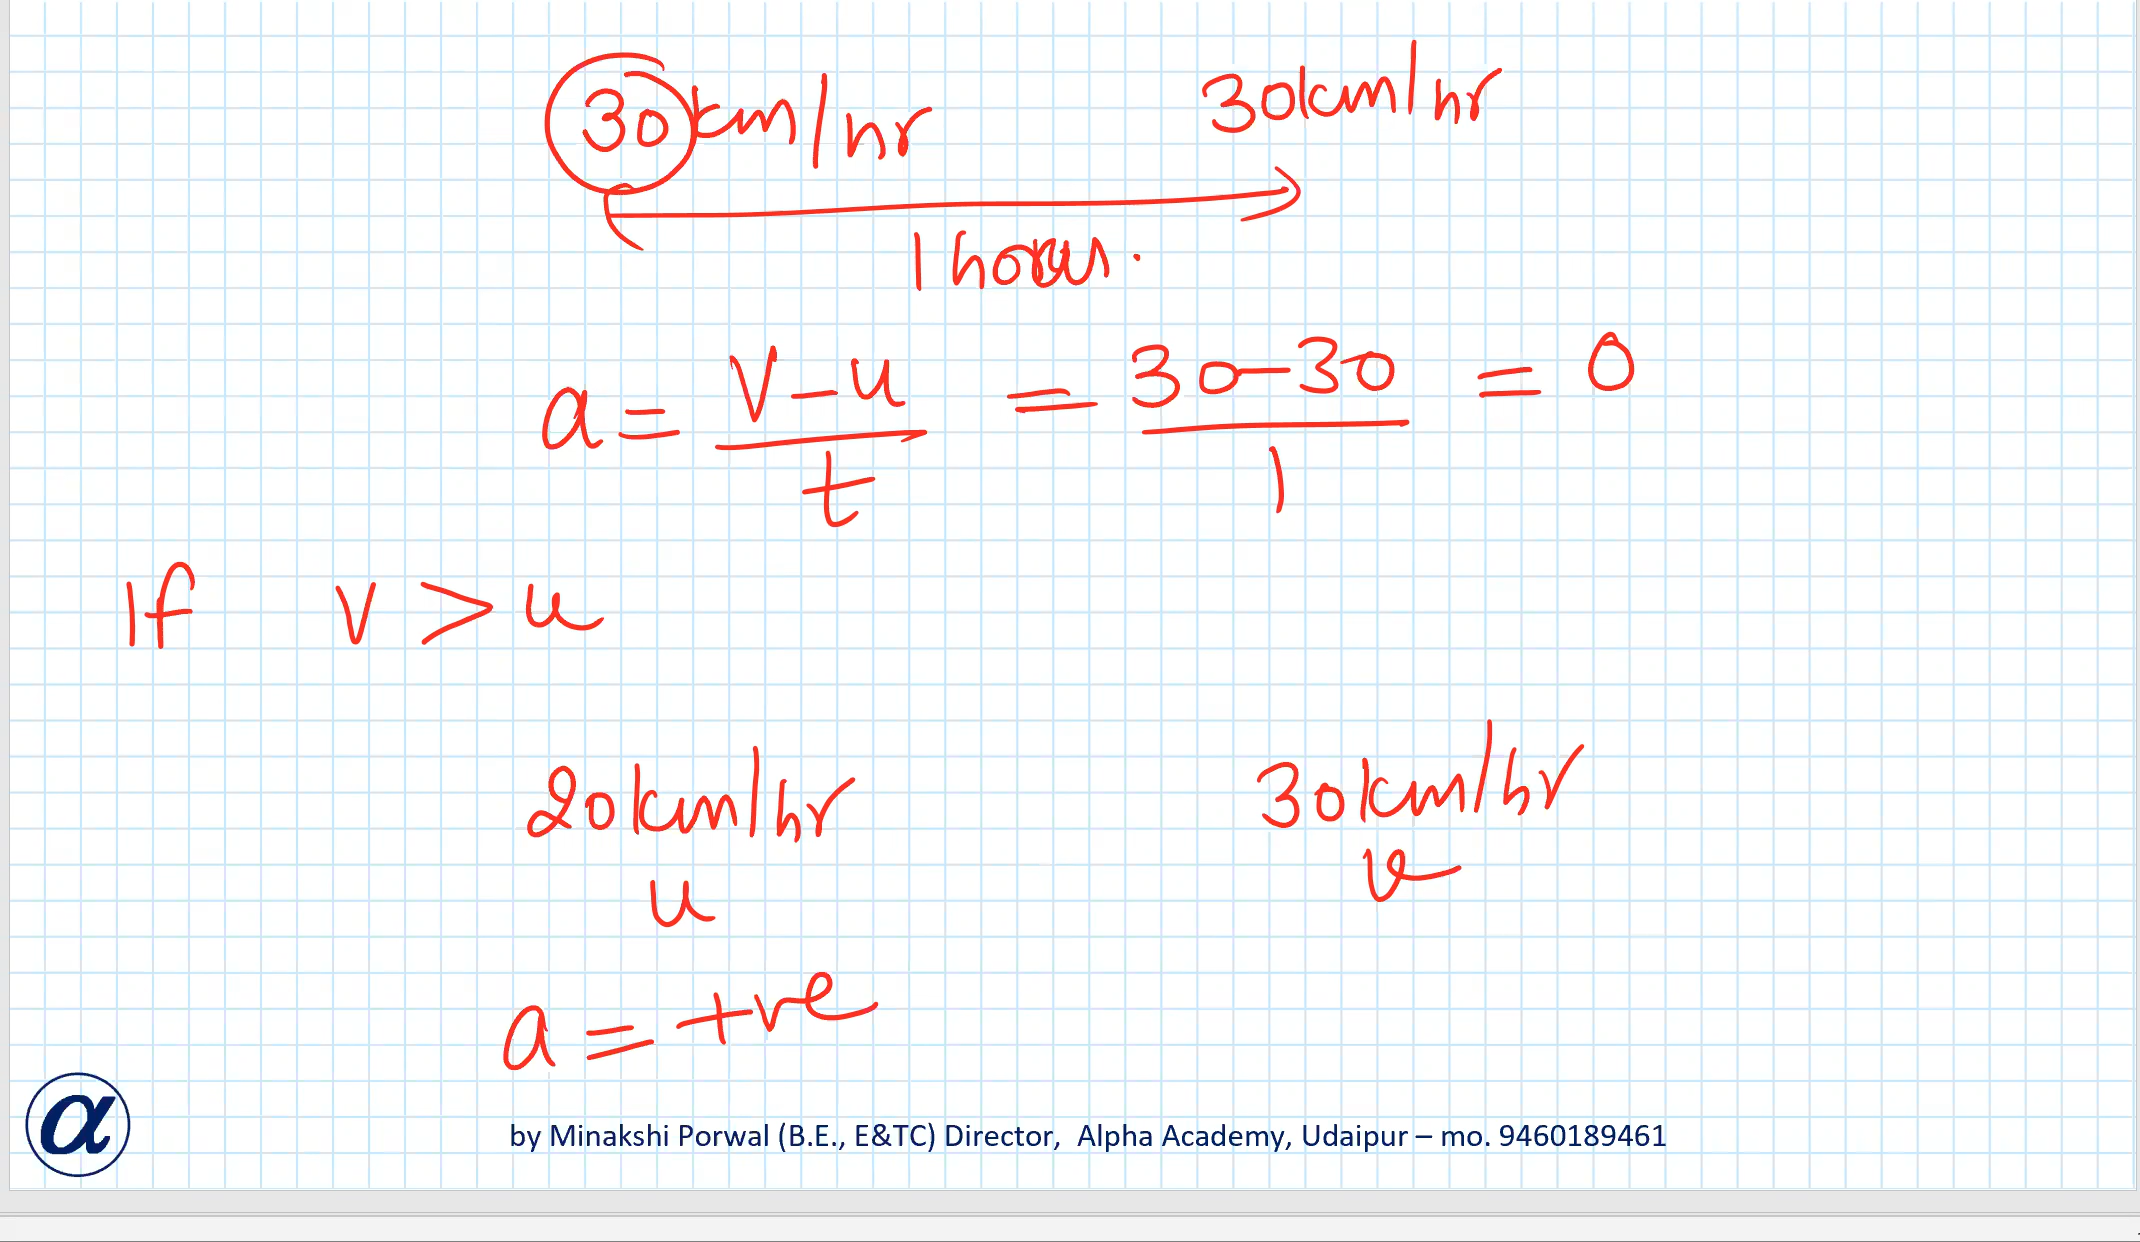 30km/hr 30km/hr
1 hour.
a = v-u/t = 30-30/1 = 0
If v > u
20km/hr 30km/hr
u v
a = +ve
α
by Minakshi Porwal (B.E., E&TC) Director, Alpha Academy, Udaipur – mo. 9460189461